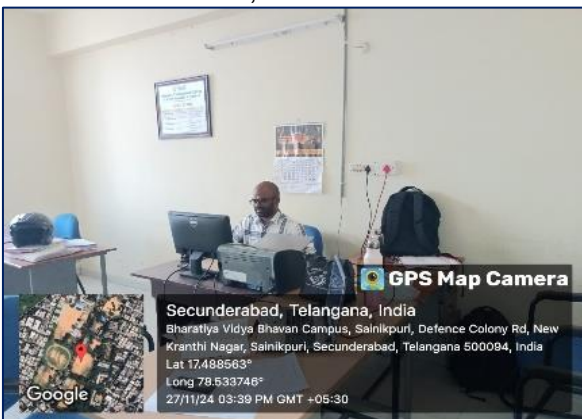 GPS Map Camera
Secunderabad, Telangana, India
Bharatiya Vidya Bhavan Campus, Sainikpuri, Defence Colony Rd, New
Kranthi Nagar, Sainikpuri, Secunderabad, Telangana 500094, India
Lat 17.488563°
Long 78.533746°
27/11/24 03:39 PM GMT +05:30
Google